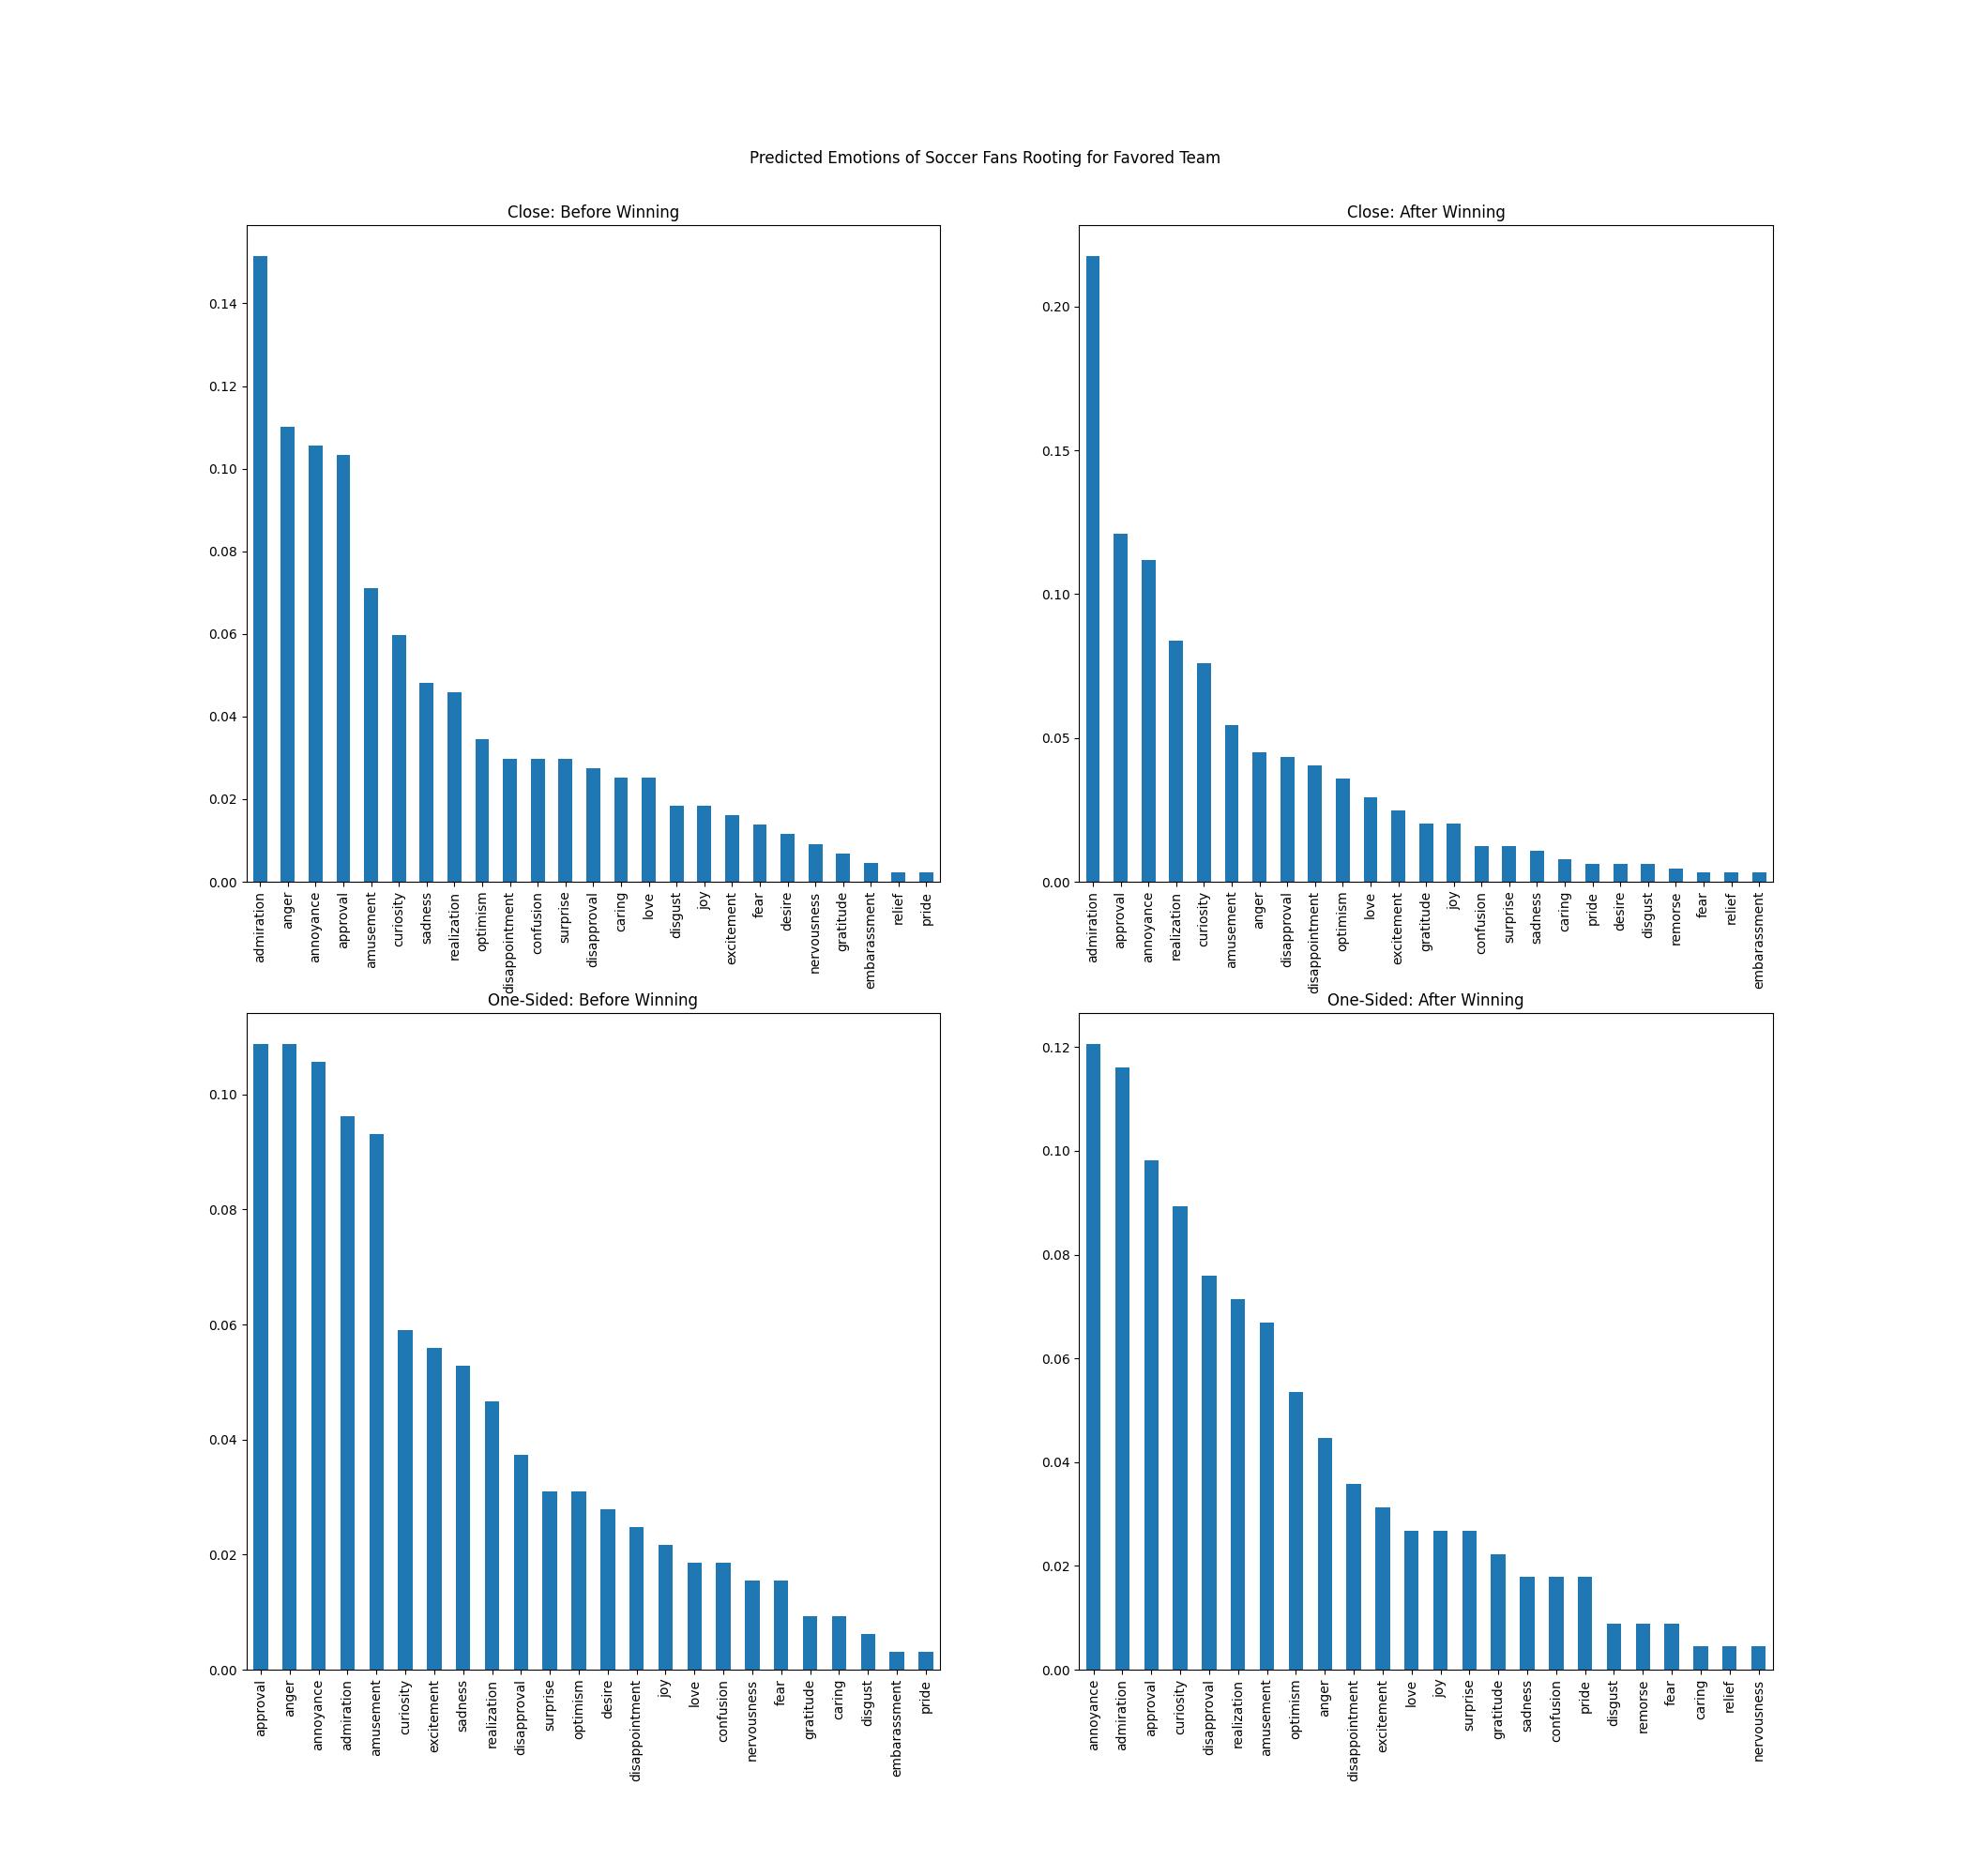 Predicted Emotions of Soccer Fans Rooting for Favored Team
Close: Before Winning
0.14
0.12
0.10
0.08
0.06
0.04
0.02
0.00
admiration
anger
annoyance
approval
amusement
curiosity
sadness
realization
optimism
disappointment
confusion
surprise
disapproval
caring
love
disgust
joy
excitement
fear
desire
nervousness
gratitude
embarrassment
relief
pride
Close: After Winning
0.20
0.15
0.10
0.05
0.00
admiration
approval
annoyance
realization
curiosity
amusement
anger
disapproval
disappointment
optimism
love
excitement
gratitude
joy
confusion
surprise
sadness
caring
pride
desire
disgust
remorse
fear
relief
embarrassment
One-Sided: Before Winning
0.10
0.08
0.06
0.04
0.02
0.00
approval
anger
annoyance
admiration
amusement
curiosity
excitement
sadness
realization
disapproval
surprise
optimism
desire
disappointment
joy
love
confusion
nervousness
fear
gratitude
caring
disgust
embarrassment
pride
One-Sided: After Winning
0.12
0.10
0.08
0.06
0.04
0.02
0.00
annoyance
admiration
approval
curiosity
disapproval
realization
amusement
optimism
anger
disappointment
excitement
love
joy
surprise
gratitude
sadness
confusion
pride
disgust
remorse
fear
caring
relief
nervousness